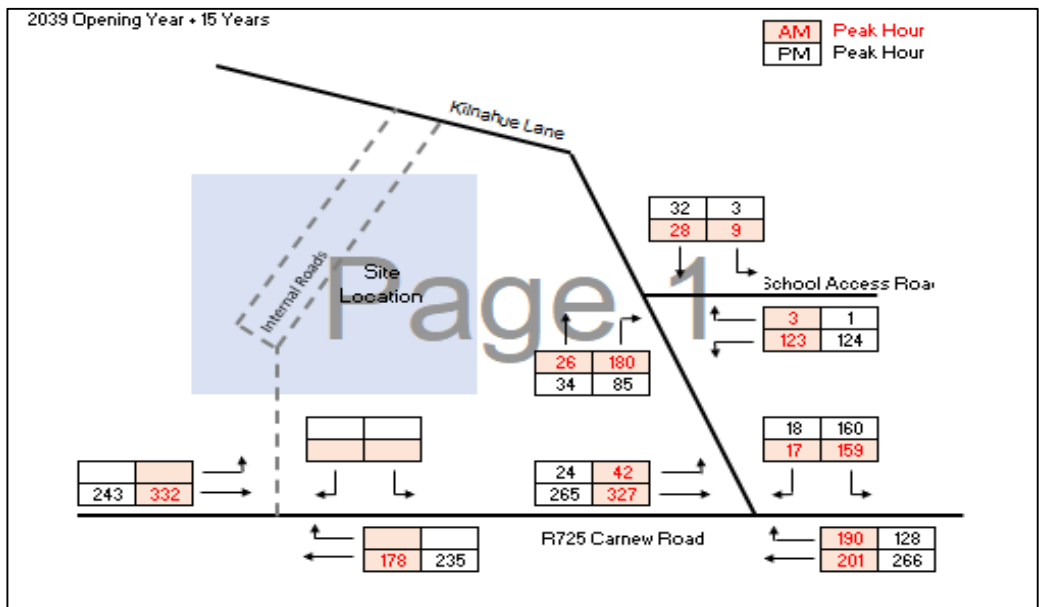 2039 Opening Year + 15 Years
AM Peak Hour
PM Peak Hour
Kilnahue Lane
32 3
28 9
Internal Roads
Site
Location
Page 1
School Access Roa
3 1
123 124
26 180
34 85
18 160
17 159
24 42
265 327
243 332
R725 Carnew Road
178 235
190 128
201 266